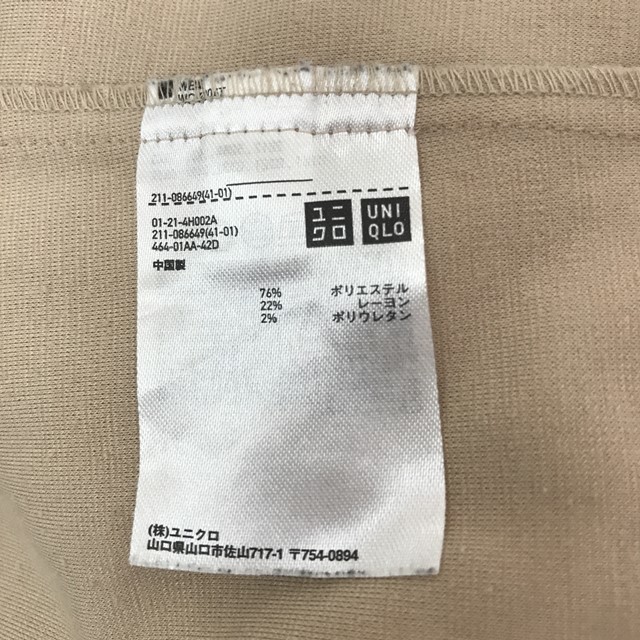 M
211-086649(41-01)
01-21-4H002A
211-086649(41-01)
464-01AA-42D
中国製
ユニ
クロ
UNI
QLO
76% ポリエステル
22% レーヨン
2% ポリウレタン
(株)ユニクロ
山口県山口市佐山717-1 〒754-0894